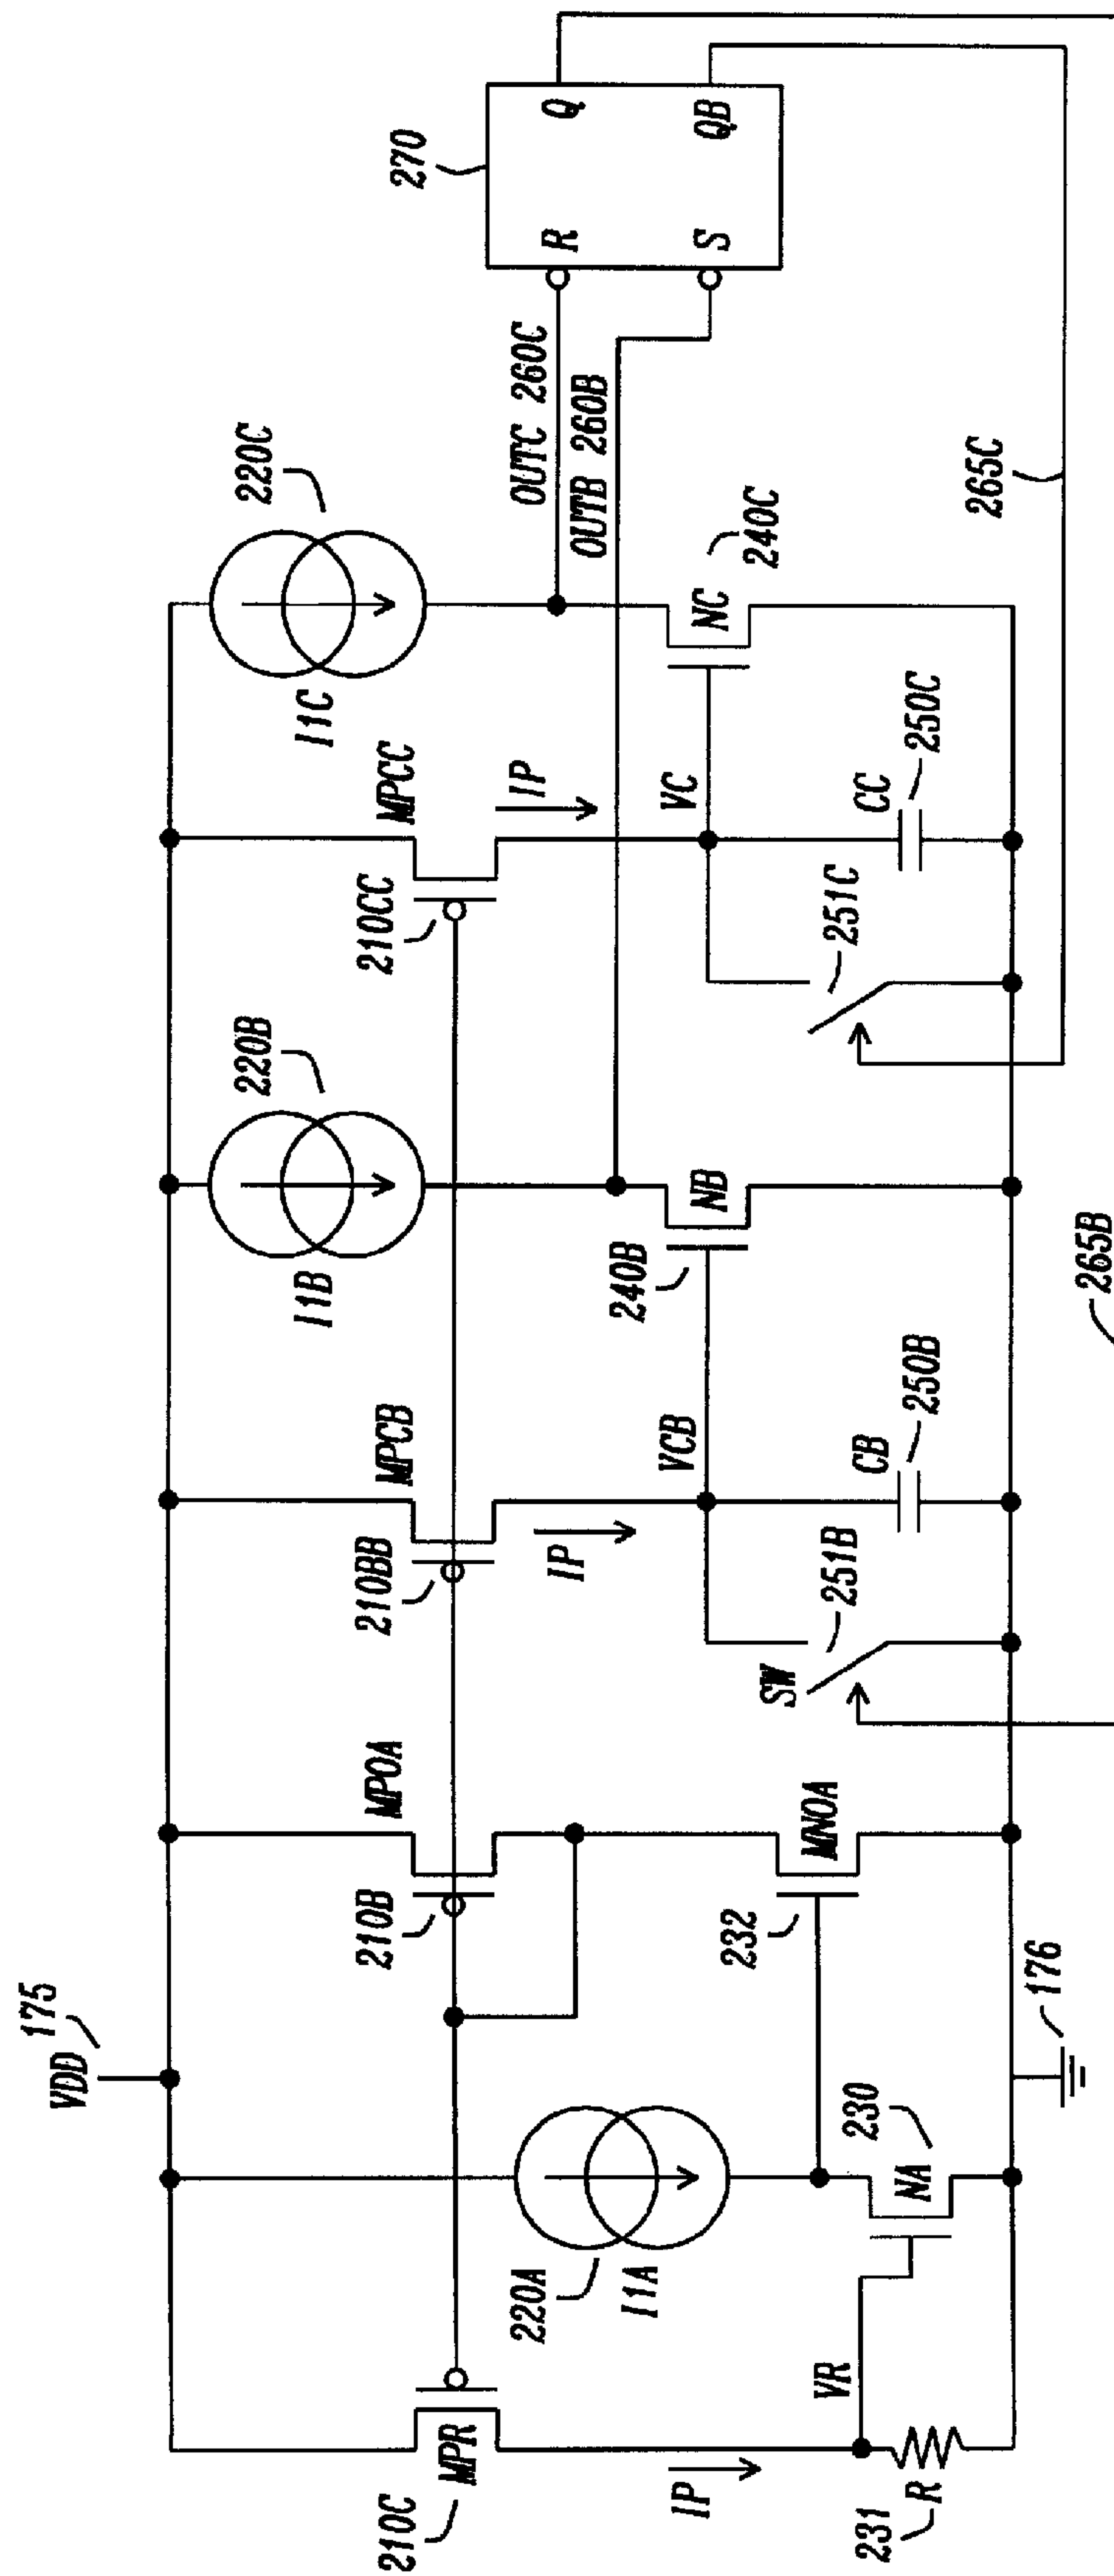 VDD 175
210C
MPR
IP
VR
231
R
220A
I1A
NA
230
176
210B
MPOA
232
MNOA
210BB
MPCB
IP
VCB
SW
251B
CB
250B
265B
220B
I1B
240B
NB
210CC
MPCC
IP
VC
251C
CC
250C
220C
I1C
NC
240C
OUTC 260C
OUTB 260B
265C
270
R
Q
S
QB